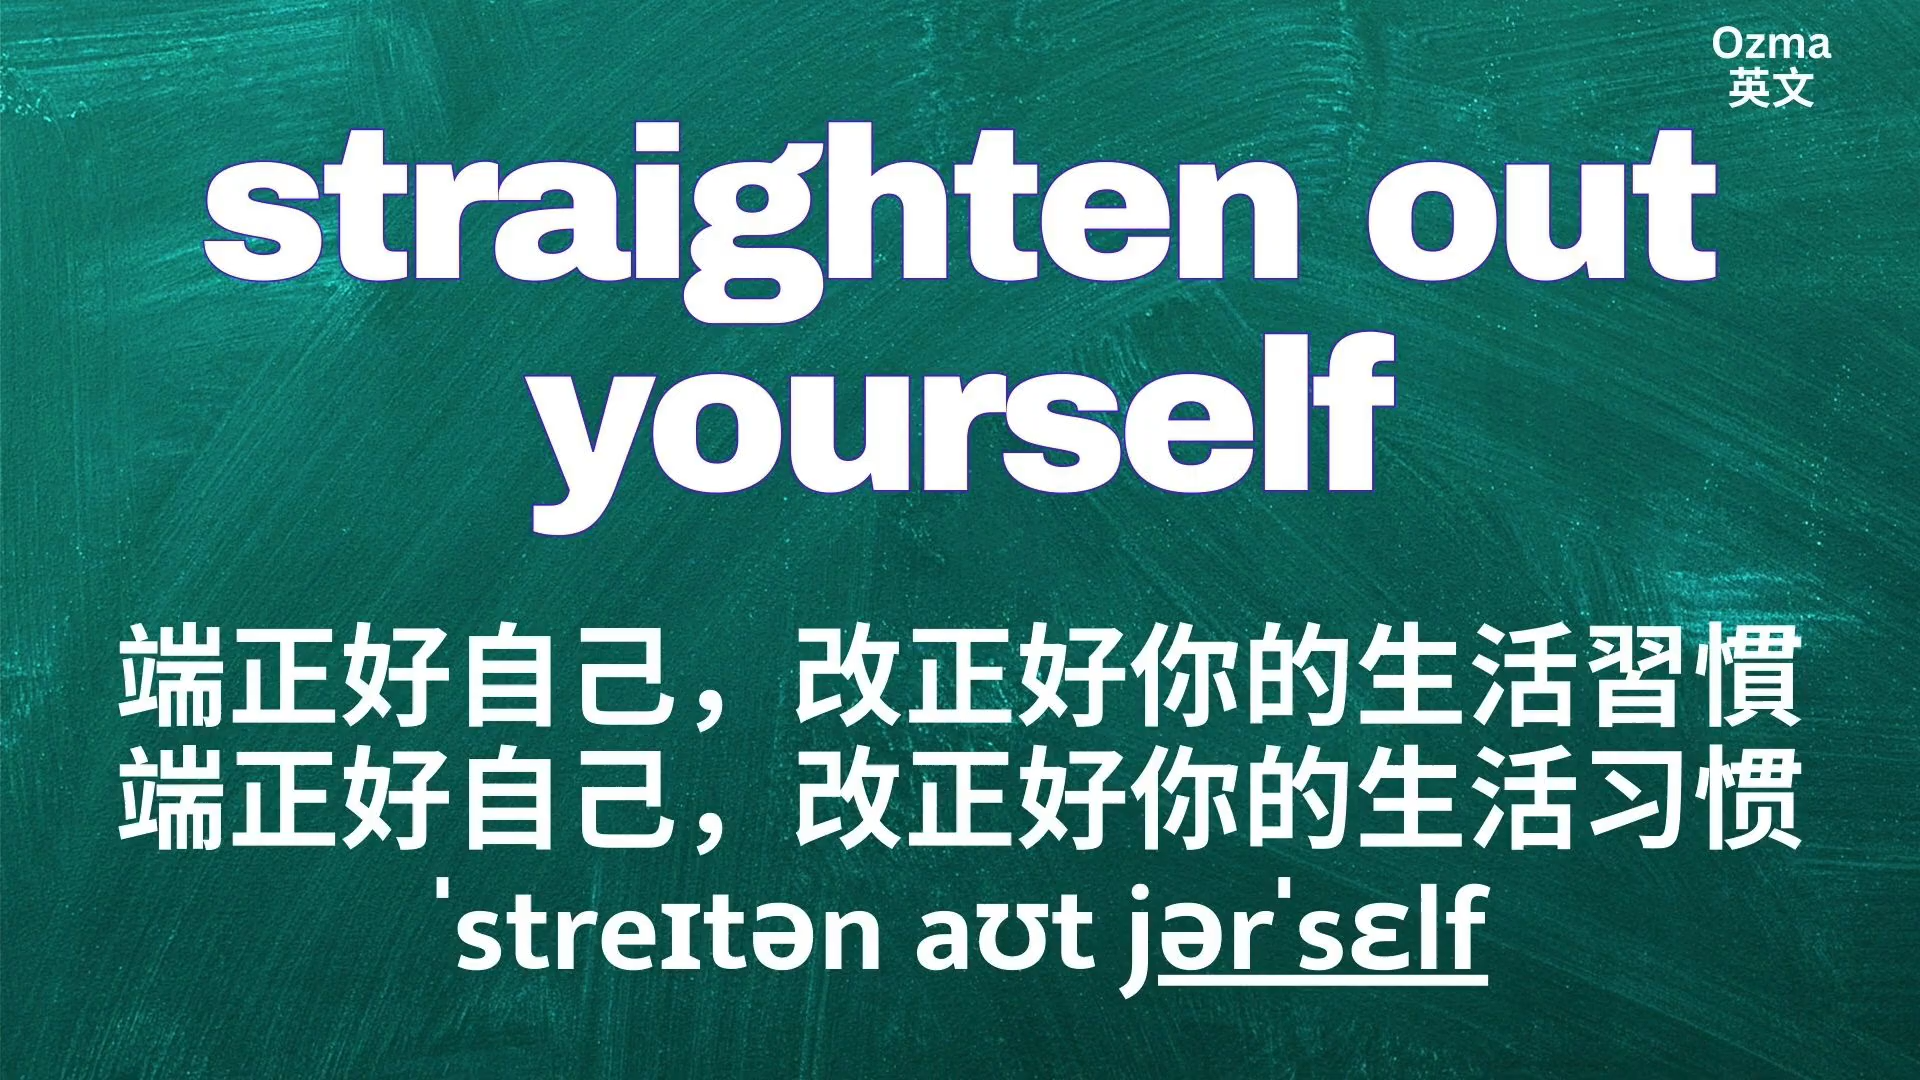 Ozma
英文
straighten out
yourself
端正好自己，改正好你的生活習慣
端正好自己，改正好你的生活习惯
ˈstreɪtən aʊt jərˈsɛlf